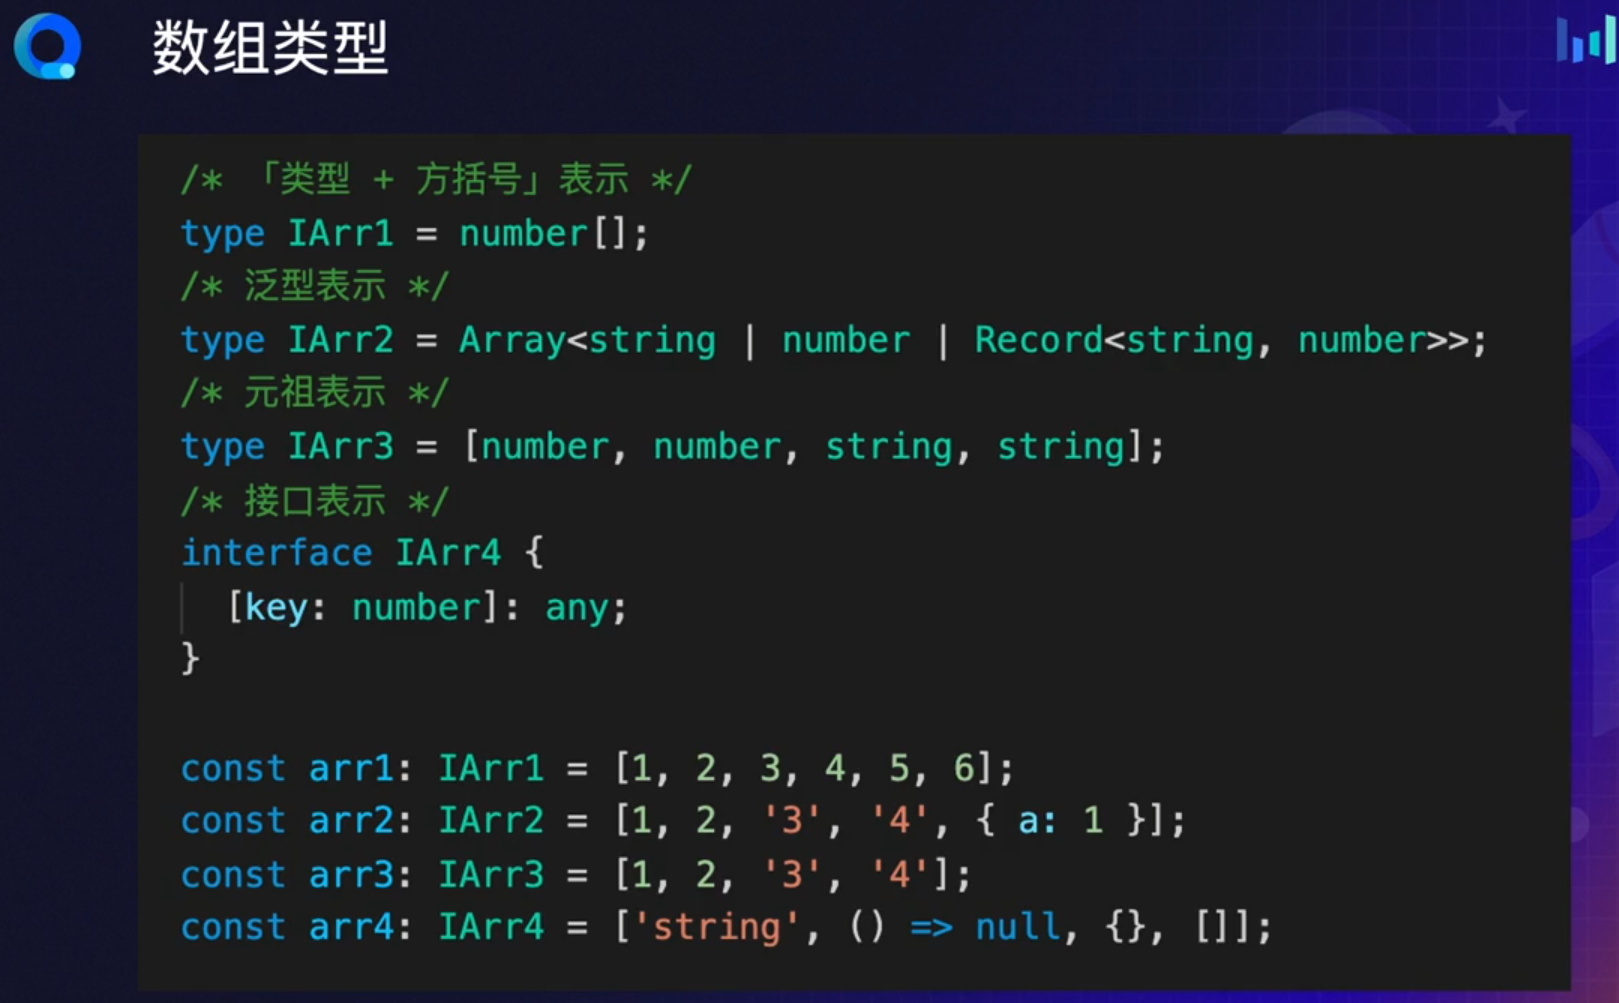 数组类型
/* 「类型 + 方括号」表示 */
type IArr1 = number[];
/* 泛型表示 */
type IArr2 = Array<string | number | Record<string, number>>;
/* 元祖表示 */
type IArr3 = [number, number, string, string];
/* 接口表示 */
interface IArr4 {
  [key: number]: any;
}
const arr1: IArr1 = [1, 2, 3, 4, 5, 6];
const arr2: IArr2 = [1, 2, '3', '4', { a: 1 }];
const arr3: IArr3 = [1, 2, '3', '4'];
const arr4: IArr4 = ['string', () => null, {}, []];